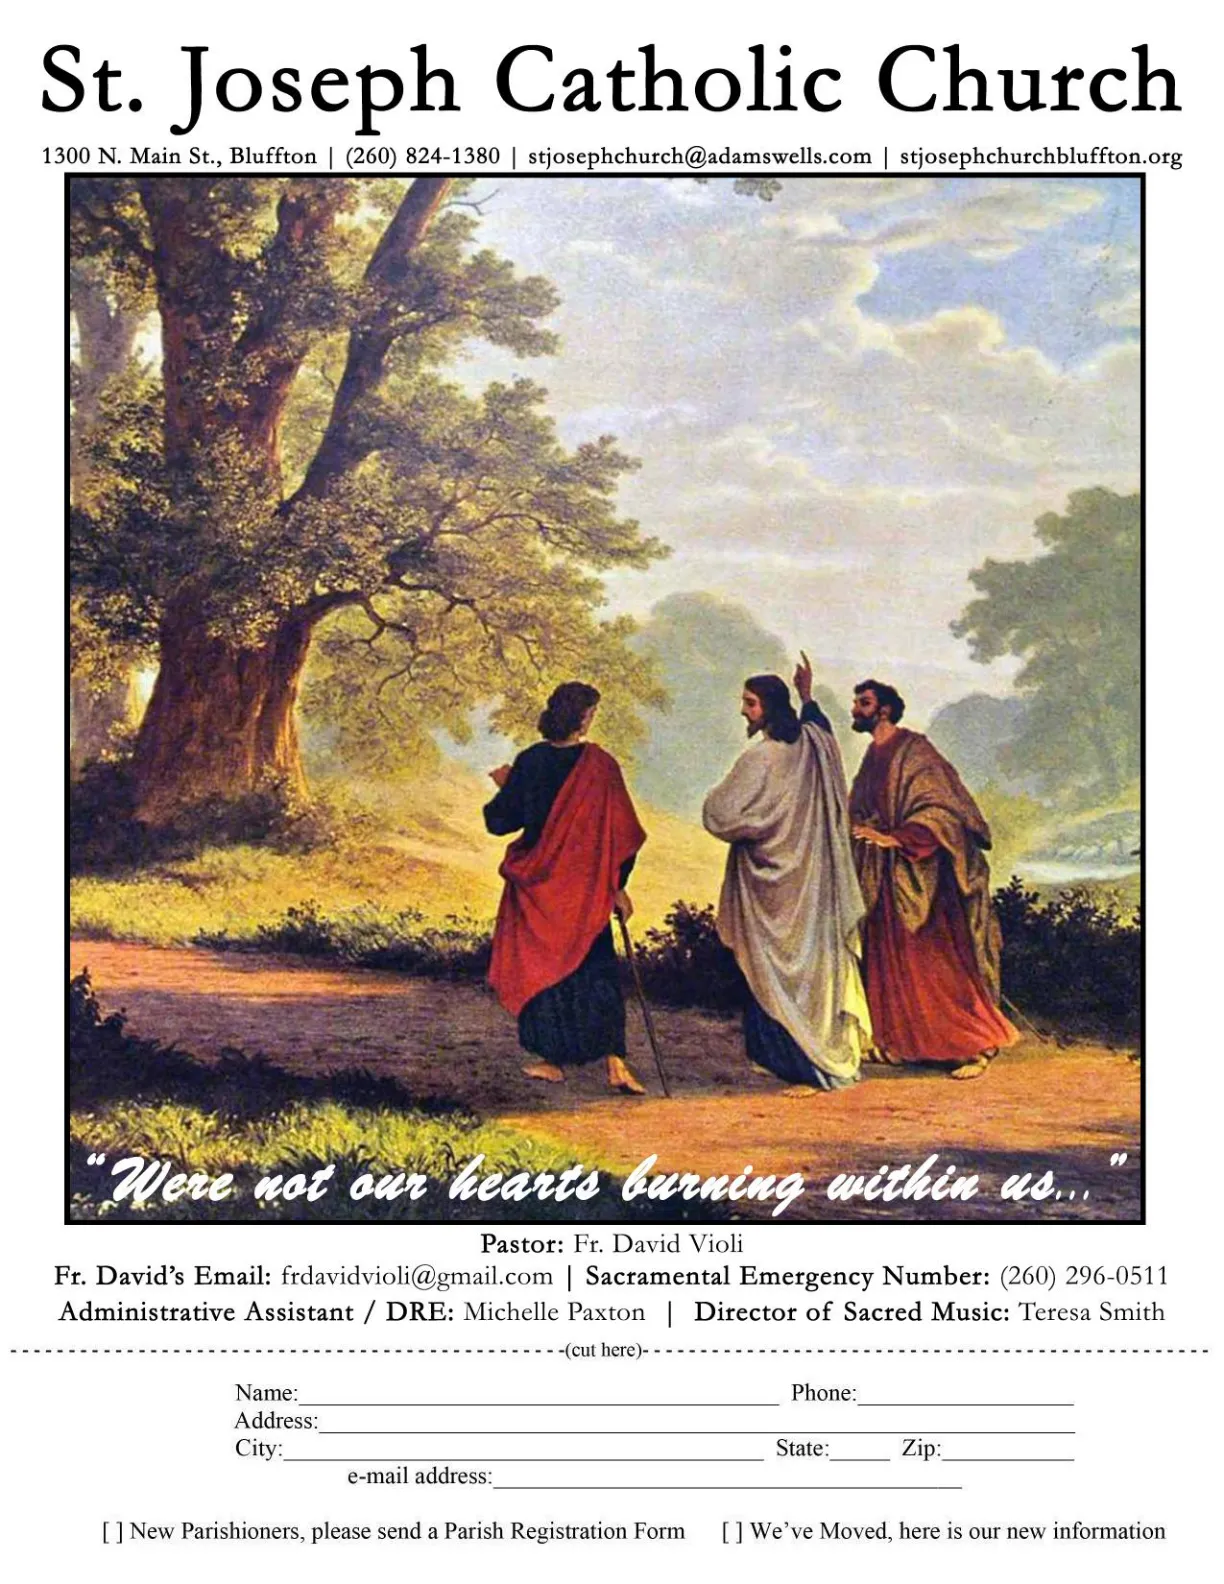 St. Joseph Catholic Church
1300 N. Main St., Bluffton | (260) 824-1380 | stjosephchurch@adamswells.com | stjosephchurchbluffton.org
“Were not our hearts burning within us...”
Pastor: Fr. David Violi
Fr. David’s Email: frdavidvioli@gmail.com | Sacramental Emergency Number: (260) 296-0511
Administrative Assistant / DRE: Michelle Paxton | Director of Sacred Music: Teresa Smith
(cut here)
Name: Phone:
Address:
City: State: Zip:
e-mail address:
[ ] New Parishioners, please send a Parish Registration Form [ ] We’ve Moved, here is our new information